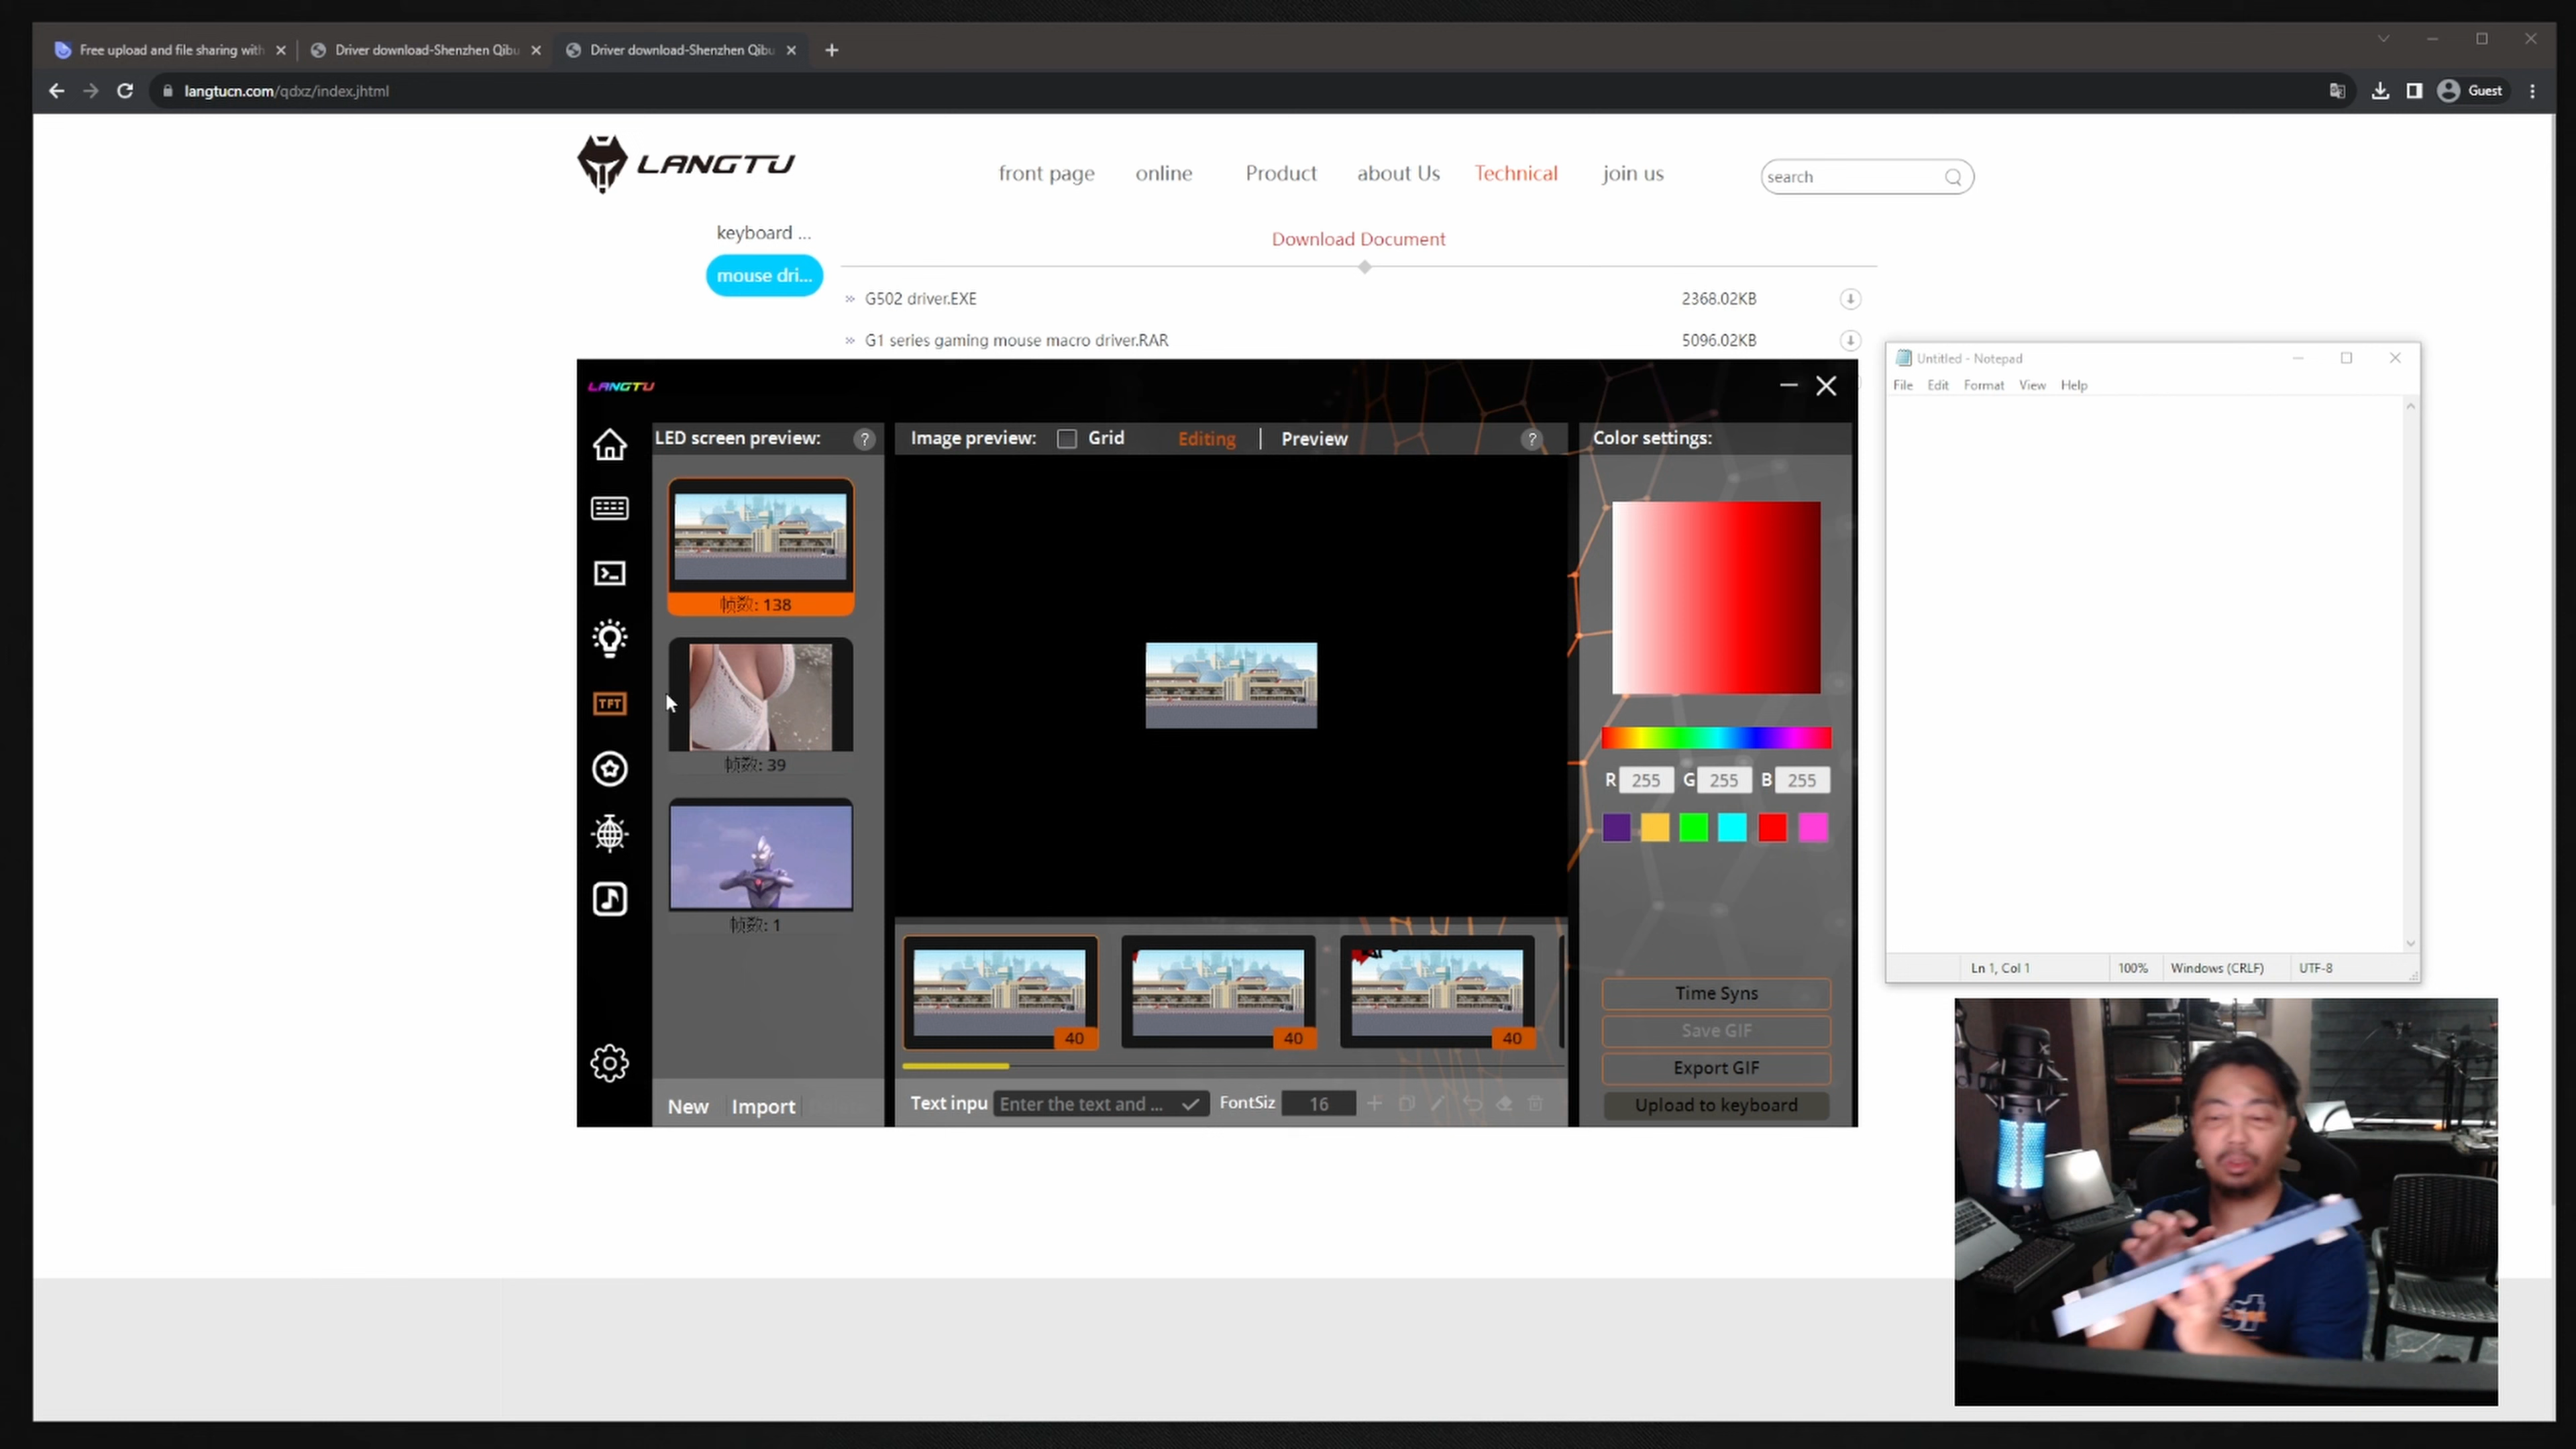 Free upload and file sharing with
Driver download-Shenzhen Qibu
Driver download-Shenzhen Qibu
langtucn.com/qdxz/index.jhtml
Guest
LANGTU
front page
online
Product
about Us
Technical
join us
search
keyboard ...
mouse dri...
Download Document
G502 driver.EXE
2368.02KB
G1 series gaming mouse macro driver.RAR
5096.02KB
LANGTU
LED screen preview:
?
Image preview:
Grid
Editing
Preview
?
Color settings:
帧数: 138
帧数: 39
帧数: 1
TFT
40
40
40
R 255 G 255 B 255
Time Syns
Save GIF
Export GIF
Upload to keyboard
New
Import
Text inpu
Enter the text and ...
FontSiz
16
Untitled - Notepad
File Edit Format View Help
Ln 1, Col 1
100%
Windows (CRLF)
UTF-8